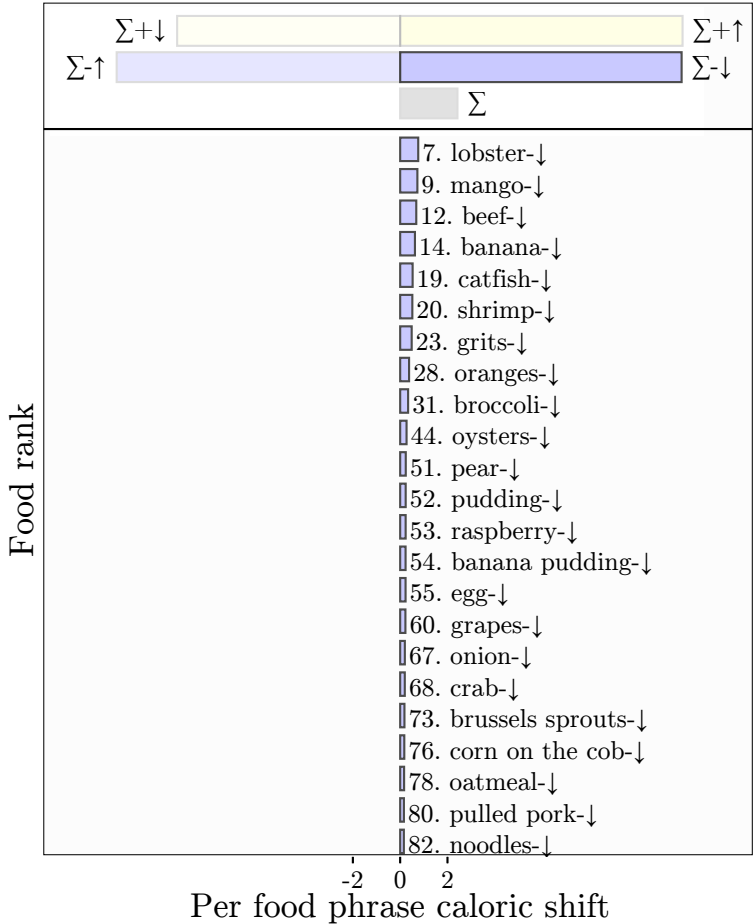 ∑+↓ ∑+↑
∑-↑ ∑-↓
∑
7. lobster-↓
9. mango-↓
12. beef-↓
14. banana-↓
19. catfish-↓
20. shrimp-↓
23. grits-↓
28. oranges-↓
31. broccoli-↓
44. oysters-↓
51. pear-↓
52. pudding-↓
53. raspberry-↓
54. banana pudding-↓
55. egg-↓
60. grapes-↓
67. onion-↓
68. crab-↓
73. brussels sprouts-↓
76. corn on the cob-↓
78. oatmeal-↓
80. pulled pork-↓
82. noodles-↓
Food rank
-2 0 2
Per food phrase caloric shift